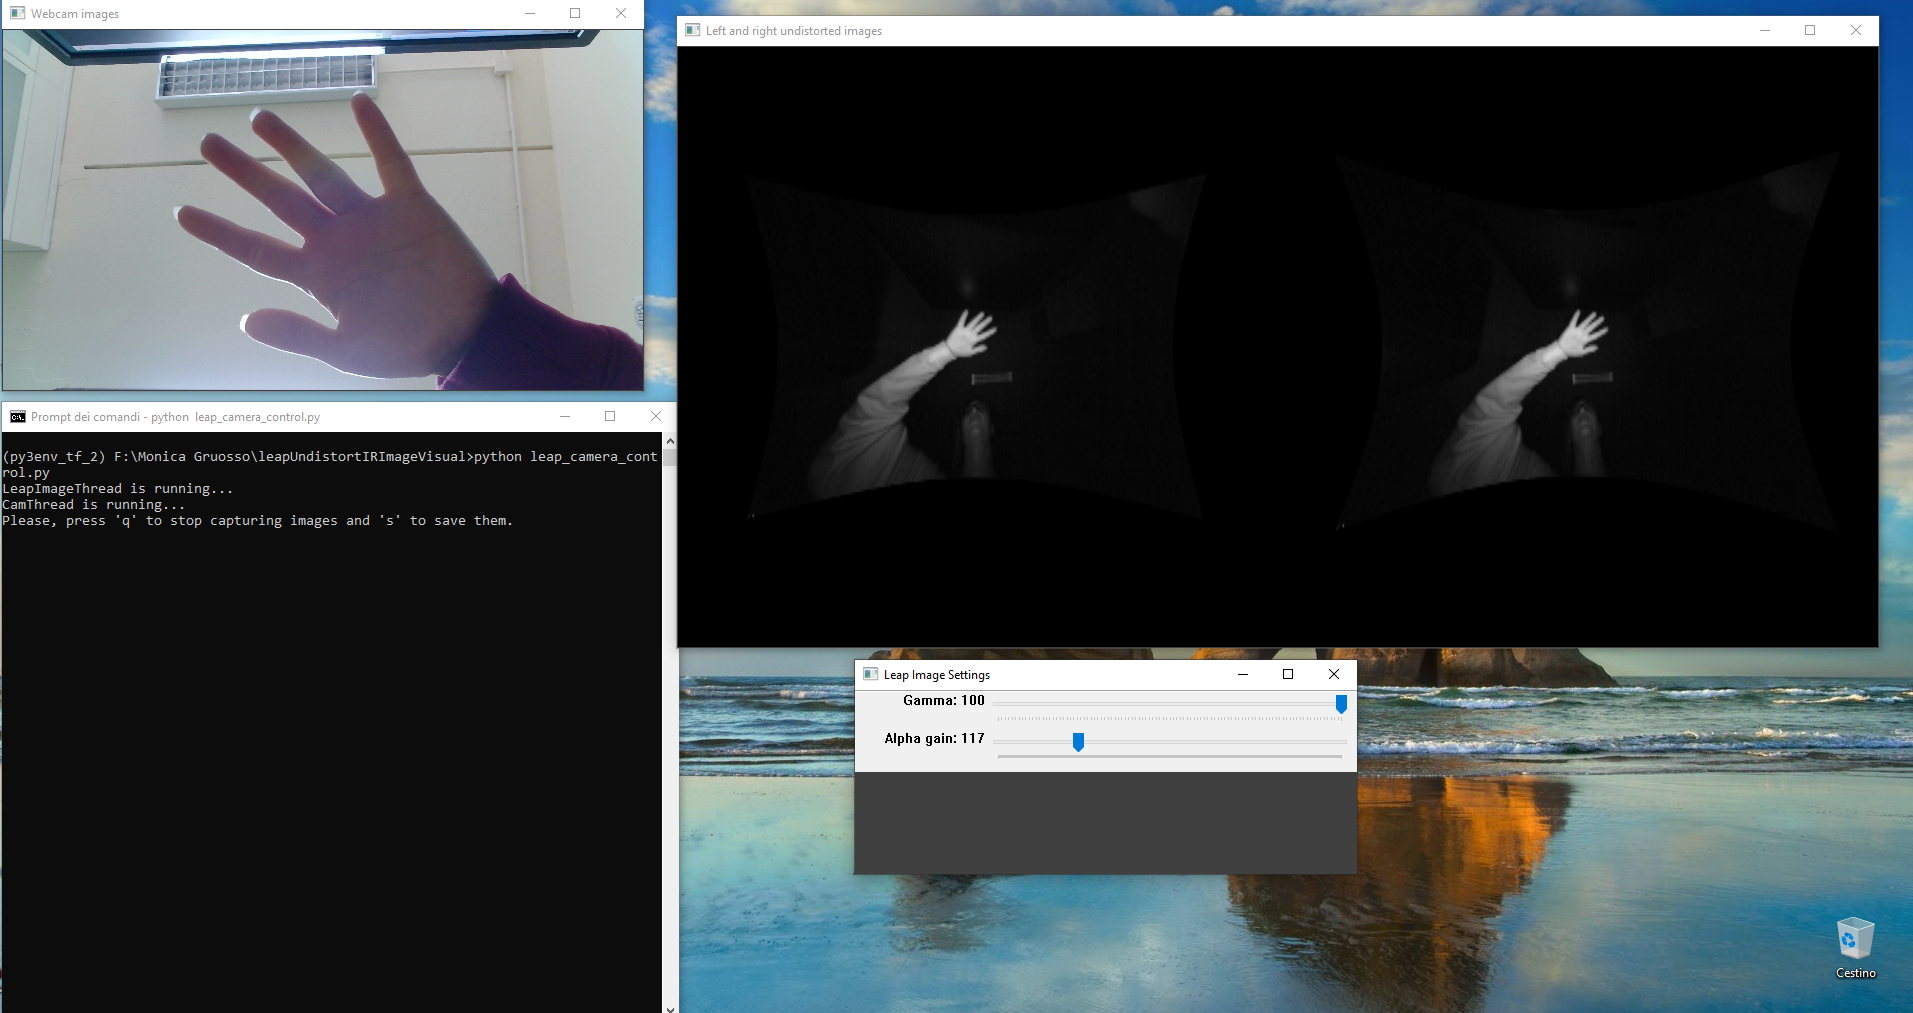 Webcam images
Left and right undistorted images
Prompt dei comandi - python  leap_camera_control.py
(py3env_tf_2) F:\Monica Gruosso\leapUndistortIRImageVisual>python leap_camera_cont
rol.py
LeapImageThread is running...
CamThread is running...
Please, press 'q' to stop capturing images and 's' to save them.
Leap Image Settings
Gamma: 100
Alpha gain: 117
Cestino